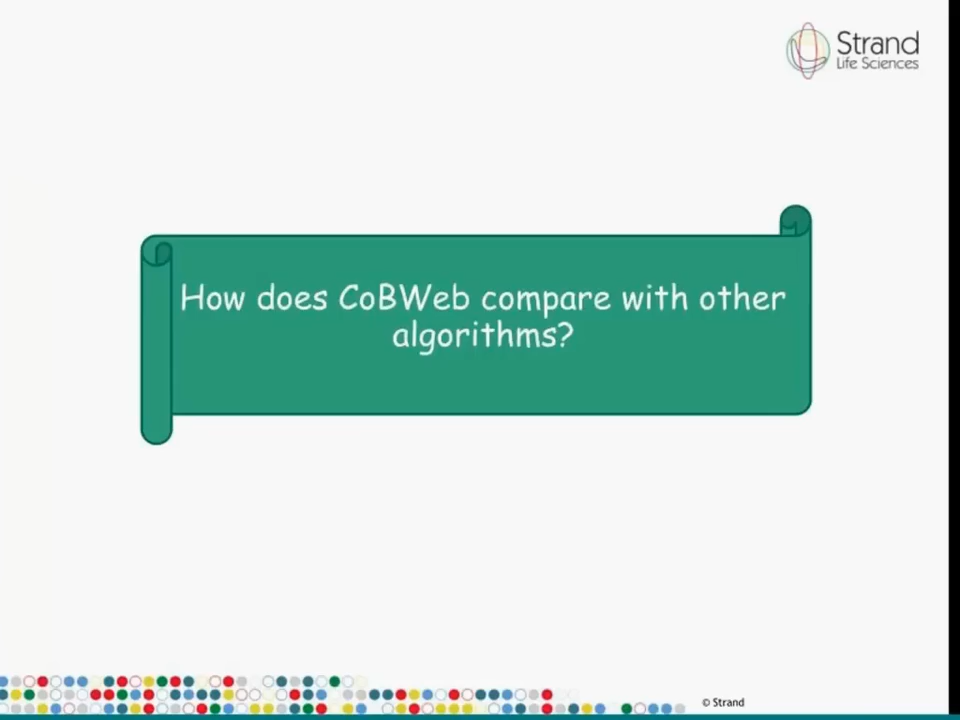 Strand
Life Sciences
How does CoBWeb compare with other
algorithms?
© Strand